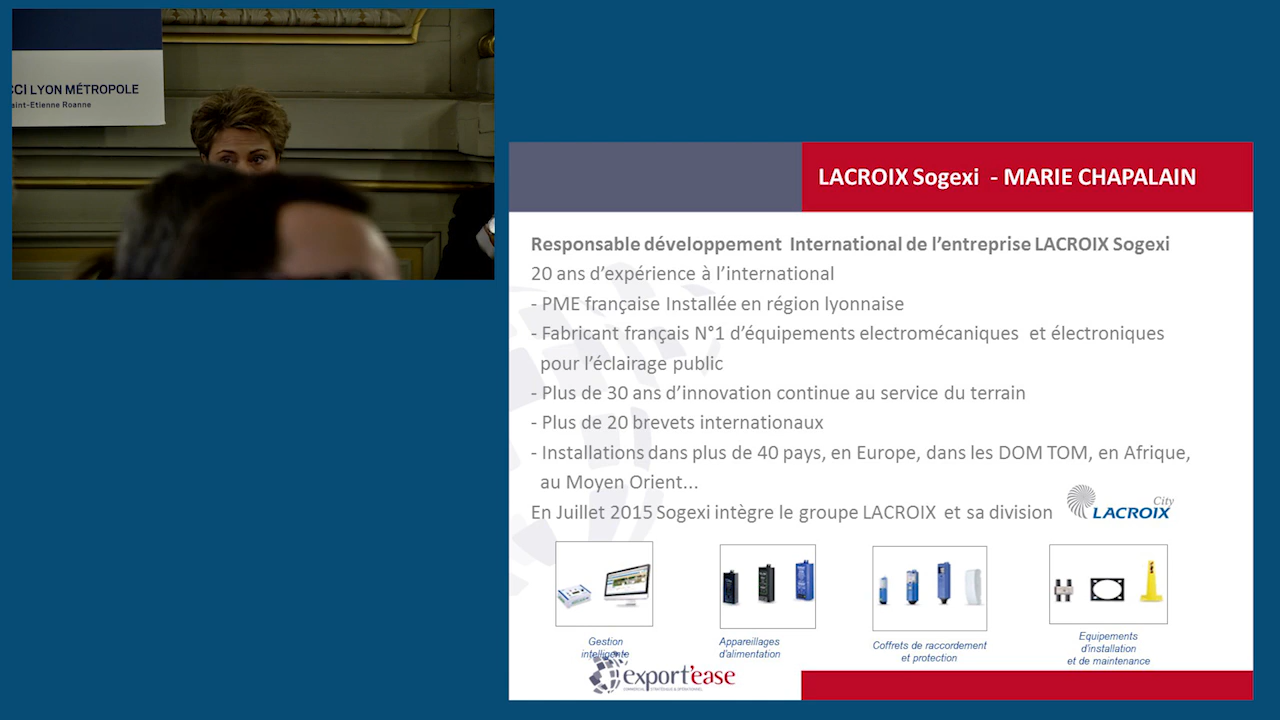 CCI LYON MÉTROPOLE
aint-Etienne Roanne
LACROIX Sogexi - MARIE CHAPALAIN
Responsable développement International de l'entreprise LACROIX Sogexi
20 ans d'expérience à l'international
- PME française Installée en région lyonnaise
- Fabricant français N°1 d'équipements electromécaniques et électroniques
pour l'éclairage public
- Plus de 30 ans d'innovation continue au service du terrain
- Plus de 20 brevets internationaux
- Installations dans plus de 40 pays, en Europe, dans les DOM TOM, en Afrique,
au Moyen Orient...
En Juillet 2015 Sogexi intègre le groupe LACROIX et sa division
City
LACROIX
Gestion
intelligente
Appareillages
d'alimentation
Coffrets de raccordement
et protection
Equipements
d'installation
et de maintenance
export'ease
COMMERCIAL, STRATÉGIQUE & OPÉRATIONNEL